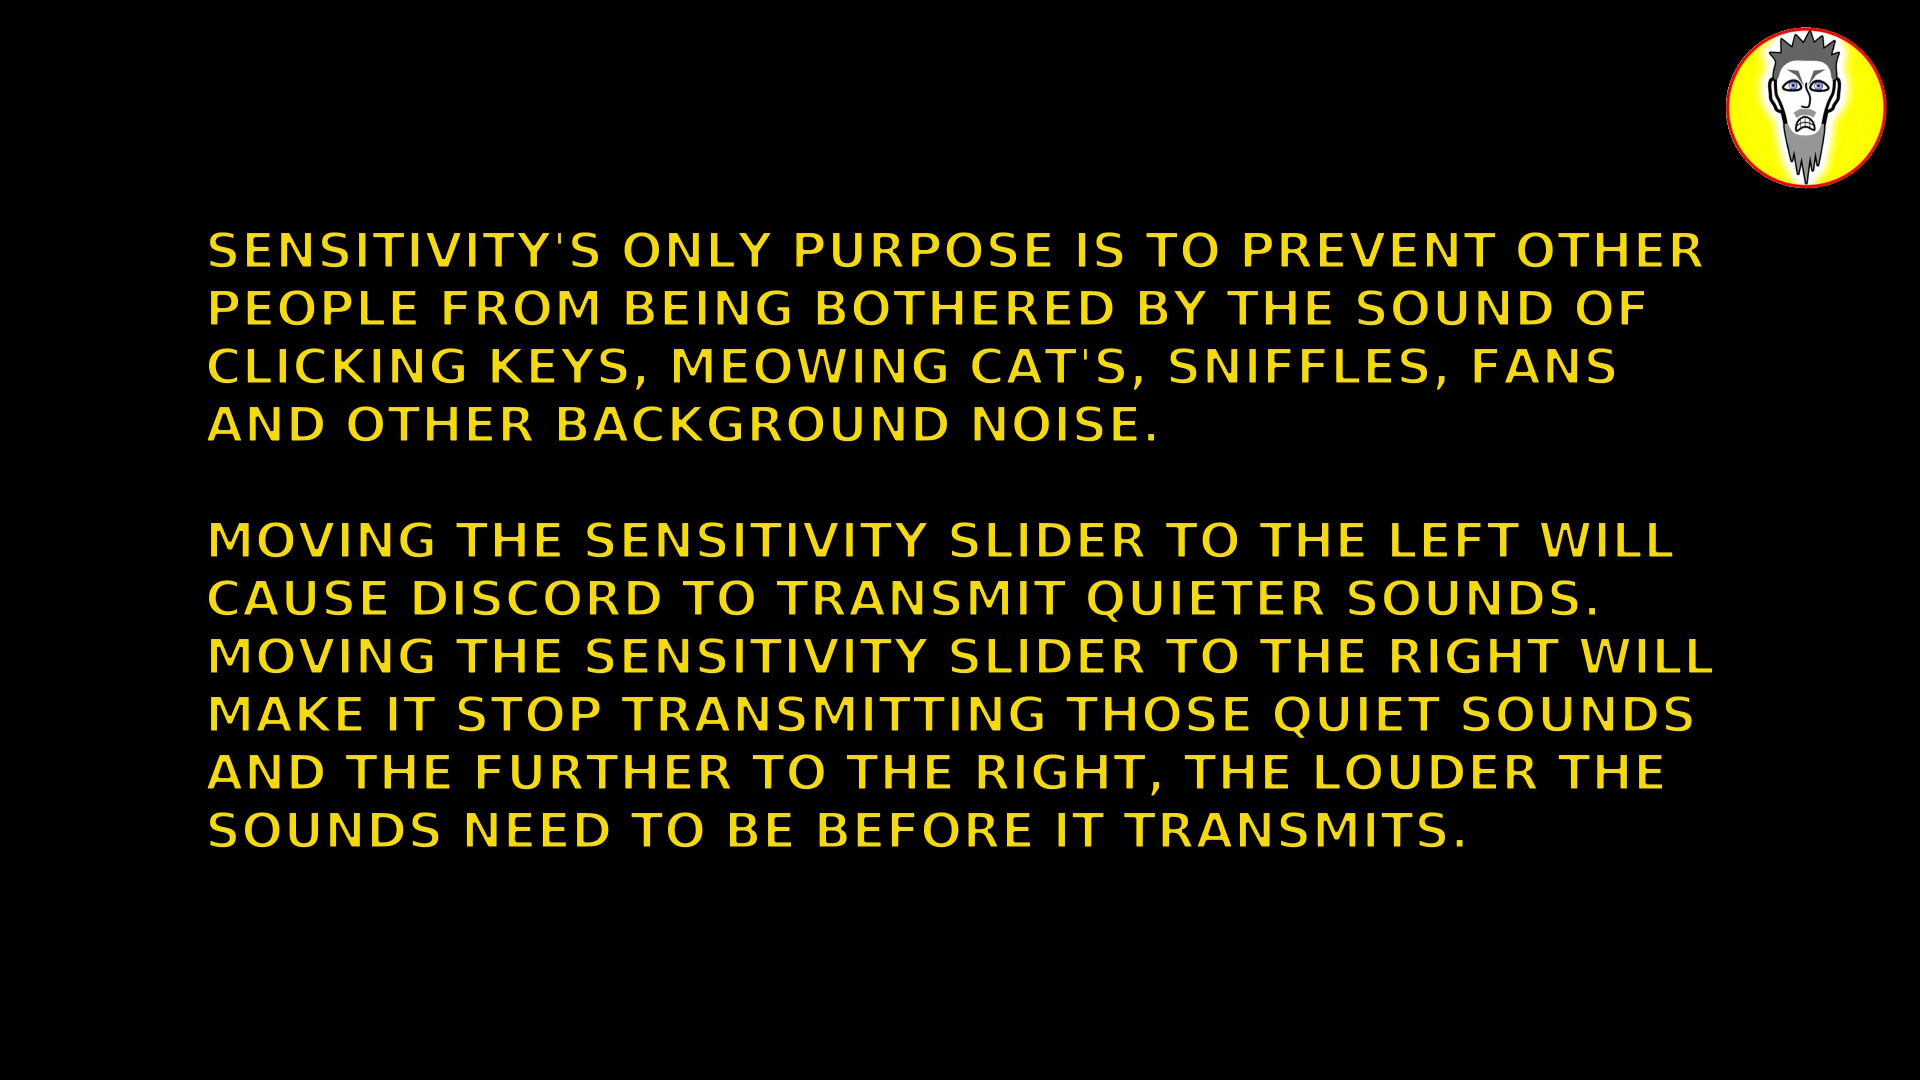 SENSITIVITY'S ONLY PURPOSE IS TO PREVENT OTHER
PEOPLE FROM BEING BOTHERED BY THE SOUND OF
CLICKING KEYS, MEOWING CAT'S, SNIFFLES, FANS
AND OTHER BACKGROUND NOISE.
MOVING THE SENSITIVITY SLIDER TO THE LEFT WILL
CAUSE DISCORD TO TRANSMIT QUIETER SOUNDS.
MOVING THE SENSITIVITY SLIDER TO THE RIGHT WILL
MAKE IT STOP TRANSMITTING THOSE QUIET SOUNDS
AND THE FURTHER TO THE RIGHT, THE LOUDER THE
SOUNDS NEED TO BE BEFORE IT TRANSMITS.